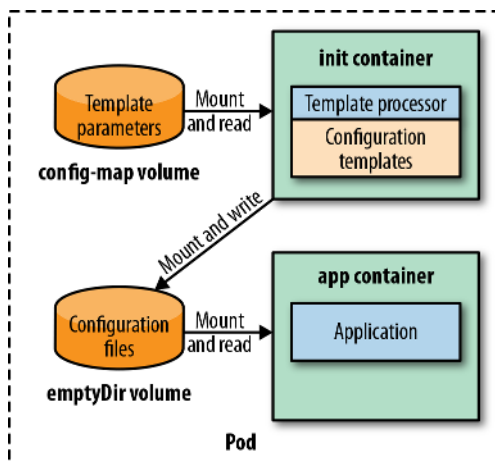 init container
Template
parameters
Mount
and read
Template processor
Configuration
templates
config-map volume
Mount and write
app container
Configuration
files
Mount
and read
Application
emptyDir volume
Pod